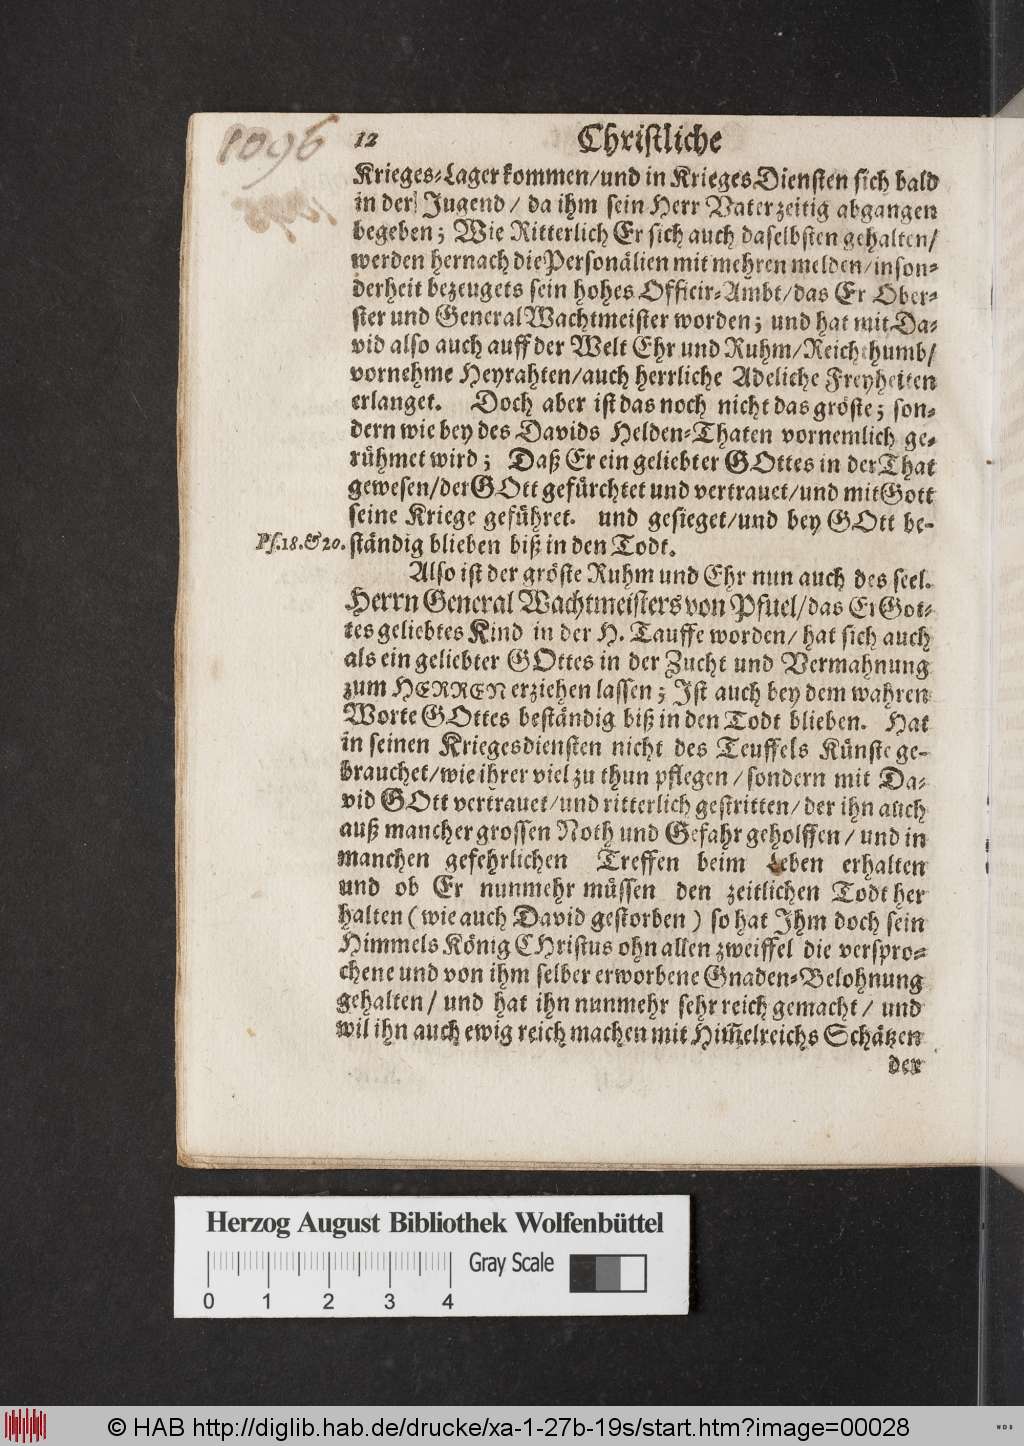 1096
12 Christliche
Krieges-Lager kommen/und in Krieges Diensten sich bald
in der Jugend / da ihm sein Herr Vater zeitig abgangen
begeben; Wie Ritterlich Er sich auch daselbsten gehalten/
werden hernach die Personälien mit mehren melden/inson-
derheit bezeugets sein hohes Officir-Ambt/das Er Ober-
ster und General Wachtmeister worden; und hat mit Da-
vid also auch auff der Welt Ehr und Ruhm/Reichthumb/
vornehme Heyrahten/auch herrliche Adeliche Freyheiten
erlanget. Doch aber ist das noch nicht das gröste; son-
dern wie bey des Davids Helden-Thaten vornemlich ge-
rühmet wird; Daß Er ein geliebter GOttes in der That
gewesen/der GOtt gefürchtet und vertrauet/und mit Gott
seine Kriege geführet. und gesieget/und bey GOtt be-
Ps.18.&20. ständig blieben biß in den Todt.
Also ist der gröste Ruhm und Ehr nun auch des seel.
Herrn General Wachtmeisters von Pfuel/das Er Got-
tes geliebtes Kind in der H. Tauffe worden/ hat sich auch
als ein geliebter GOttes in der Zucht und Vermahnung
zum HERREN erziehen lassen; Ist auch bey dem wahren
Worte GOttes beständig biß in den Todt blieben. Hat
in seinen Kriegesdiensten nicht des Teuffels Künste ge-
brauchet/wie ihrer viel zu thun pflegen/sondern mit Da-
vid GOtt vertrauet/und ritterlich gestritten/der ihn auch
auß mancher grossen Noth und Gefahr geholffen/und in
manchen gefehrlichen Treffen beim Leben erhalten
und ob Er nunmehr müssen den zeitlichen Todt her
halten (wie auch David gestorben) so hat Ihm doch sein
Himmels König CHristus ohn allen zweiffel die verspro-
chene und von ihm selber erworbene Gnaden-Belohnung
gehalten/ und hat ihn nunmehr sehr reich gemacht/ und
wil ihn auch ewig reich machen mit Him̃elreichs Schätzen
der
Herzog August Bibliothek Wolfenbüttel
Gray Scale
0 1 2 3 4
© HAB http://diglib.hab.de/drucke/xa-1-27b-19s/start.htm?image=00028